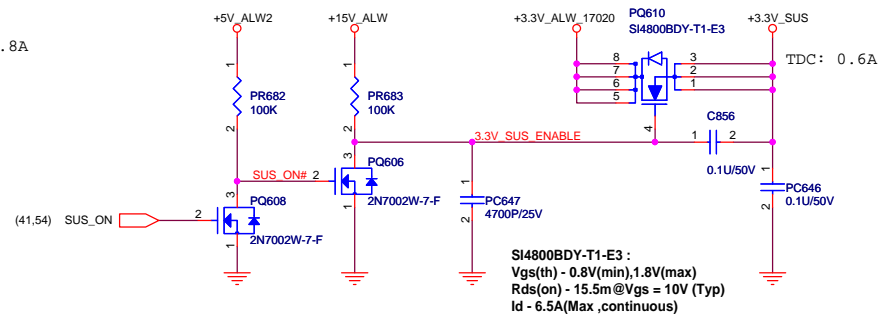 +5V_ALW2
+15V_ALW
+3.3V_ALW_17020
PQ610
SI4800BDY-T1-E3
+3.3V_SUS
.8A
TDC: 0.6A
1
PR682
100K
2
1
PR683
100K
2
8
7
6
5
3
2
1
4
C856
1
2
0.1U/50V
3.3V_SUS_ENABLE
SUS_ON#
2
3
PQ606
2N7002W-7-F
1
3
PQ608
2N7002W-7-F
1
(41,54)
SUS_ON
2
1
PC647
4700P/25V
2
1
PC646
0.1U/50V
2
SI4800BDY-T1-E3 :
Vgs(th) - 0.8V(min),1.8V(max)
Rds(on) - 15.5m@Vgs = 10V (Typ)
Id - 6.5A(Max ,continuous)